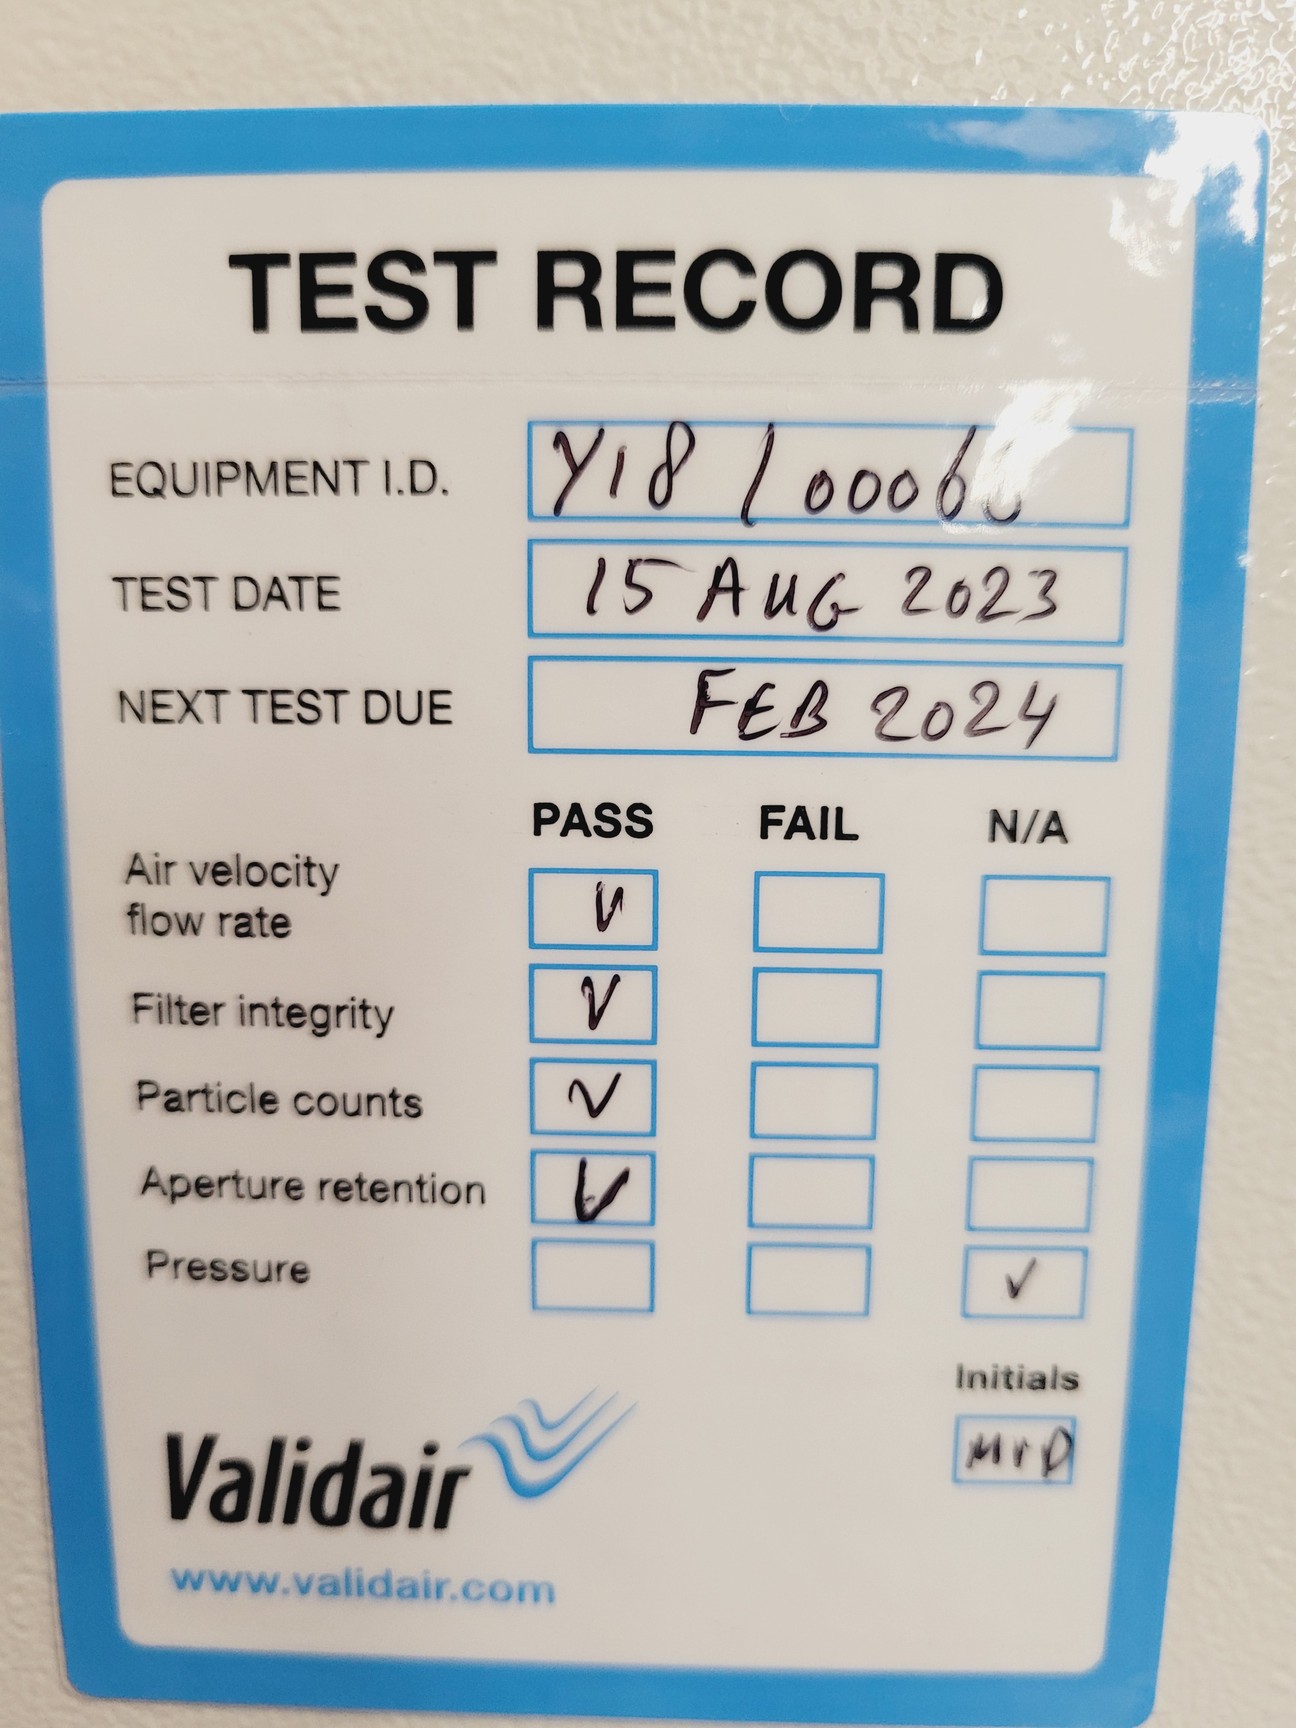 TEST RECORD
EQUIPMENT I.D. Y18 /
TEST DATE 15 AUG 2023
NEXT TEST DUE FEB 2024
PASS FAIL N/A
Air velocity
flow rate
Filter integrity
Particle counts
Aperture retention
Pressure
Initials
Validair
www.validair.com